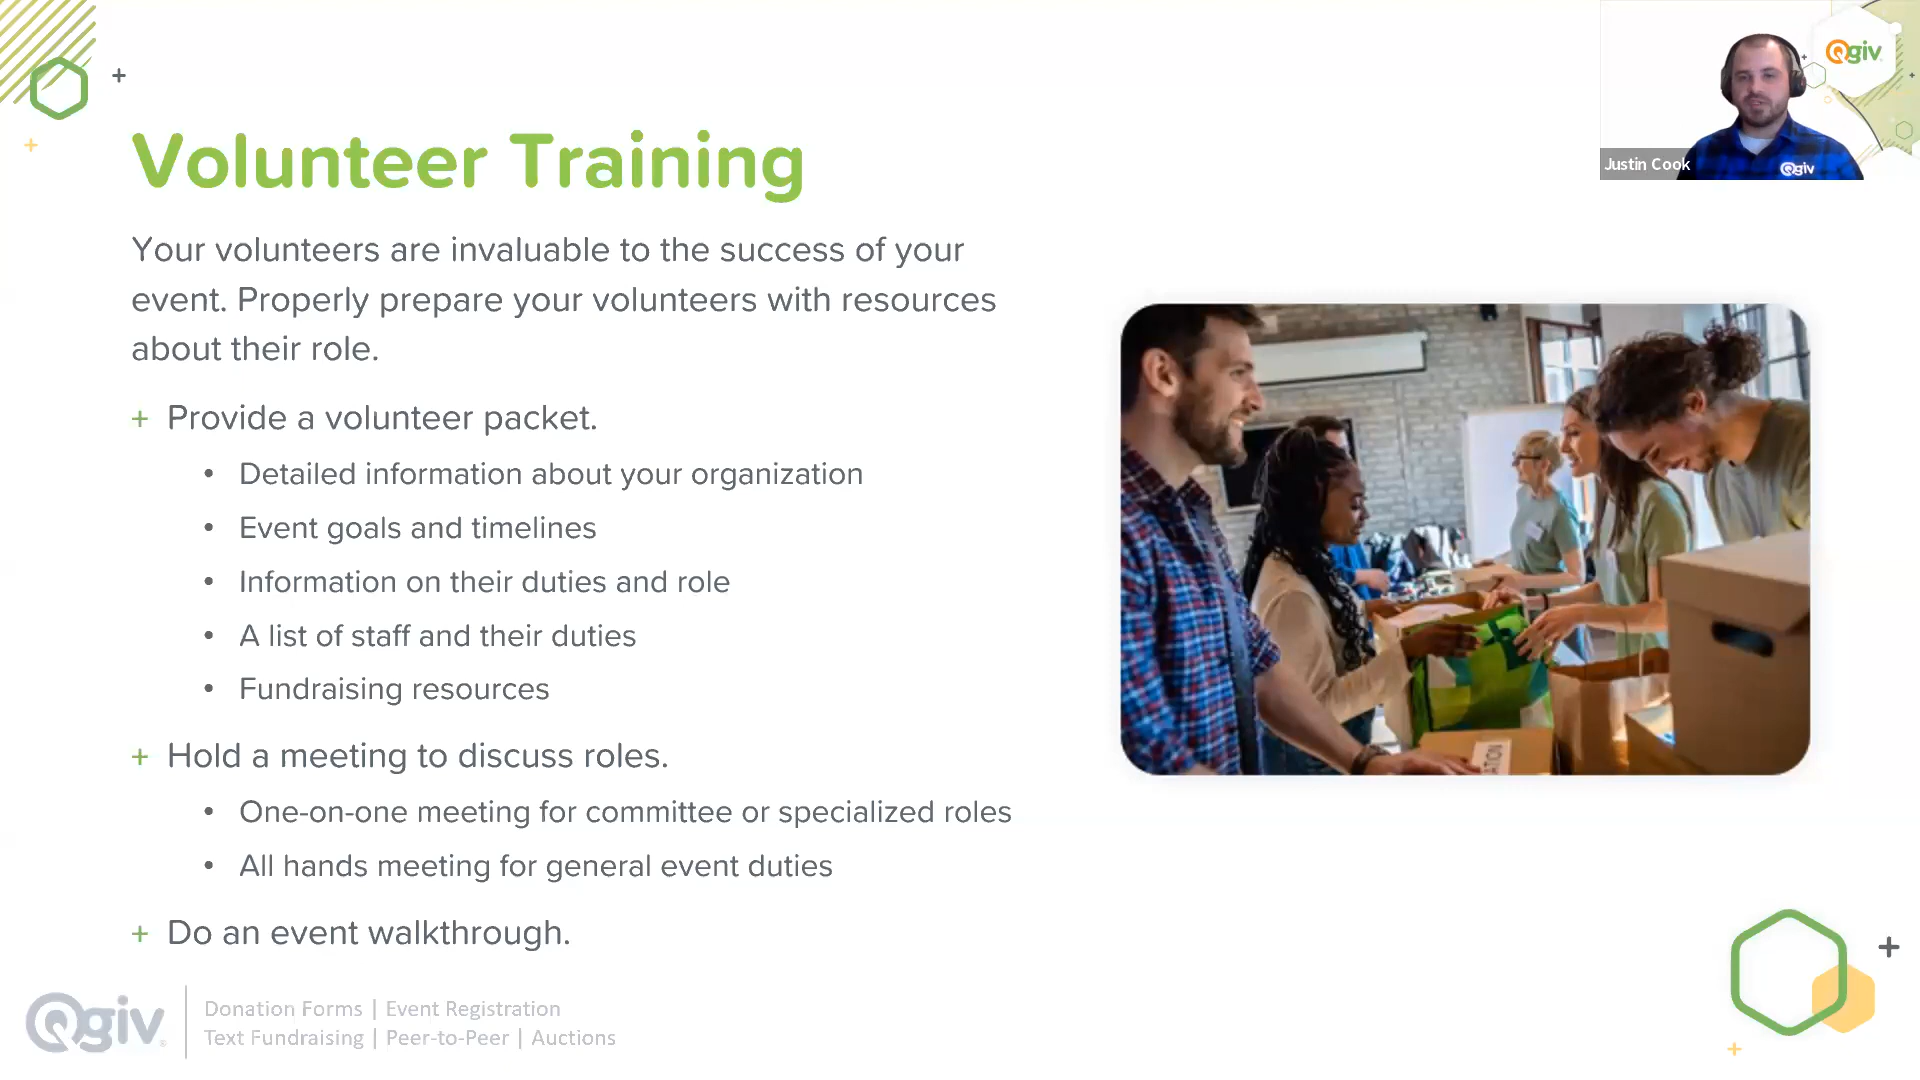 Qgiv
Justin Cook
Qgiv
Volunteer Training
Your volunteers are invaluable to the success of your
event. Properly prepare your volunteers with resources
about their role.
+ Provide a volunteer packet.
• Detailed information about your organization
• Event goals and timelines
• Information on their duties and role
• A list of staff and their duties
• Fundraising resources
+ Hold a meeting to discuss roles.
• One-on-one meeting for committee or specialized roles
• All hands meeting for general event duties
+ Do an event walkthrough.
Qgiv
Donation Forms | Event Registration
Text Fundraising | Peer-to-Peer | Auctions